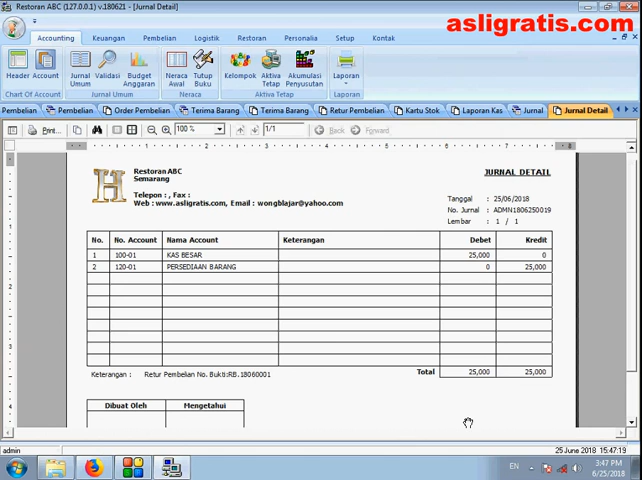 Restoran ABC (127.0.0.1) v.180621 - [Jurnal Detail]
asligratis.com
Accounting Keuangan Pembelian Logistik Restoran Personalia Setup Kontak
Header Account Jurnal Umum Validasi Budget Anggaran Neraca Awal Tutup Buku Kelompok Aktiva Tetap Akumulasi Penyusutan Laporan
Chart Of Account Jurnal Umum Neraca Aktiva Tetap Laporan
Pembelian Pembelian Order Pembelian Terima Barang Terima Barang Retur Pembelian Kartu Stok Laporan Kas Jurnal Jurnal Detail
Print... 100 % 1/1 Back Forward
Restoran ABC
Semarang
JURNAL DETAIL
Telepon : , Fax :
Web : www.asligratis.com, Email : wongblajar@yahoo.com
Tanggal : 25/06/2018
No. Jurnal : ADMN1806250019
Lembar : 1 / 1
No. No. Account Nama Account Keterangan Debet Kredit
1 100-01 KAS BESAR 25,000 0
2 120-01 PERSEDIAAN BARANG 0 25,000
Keterangan : Retur Pembelian No. Bukti:RB.18060001 Total 25,000 25,000
Dibuat Oleh Mengetahui
admin 25 June 2018 15:47:19
EN 3:47 PM
6/25/2018